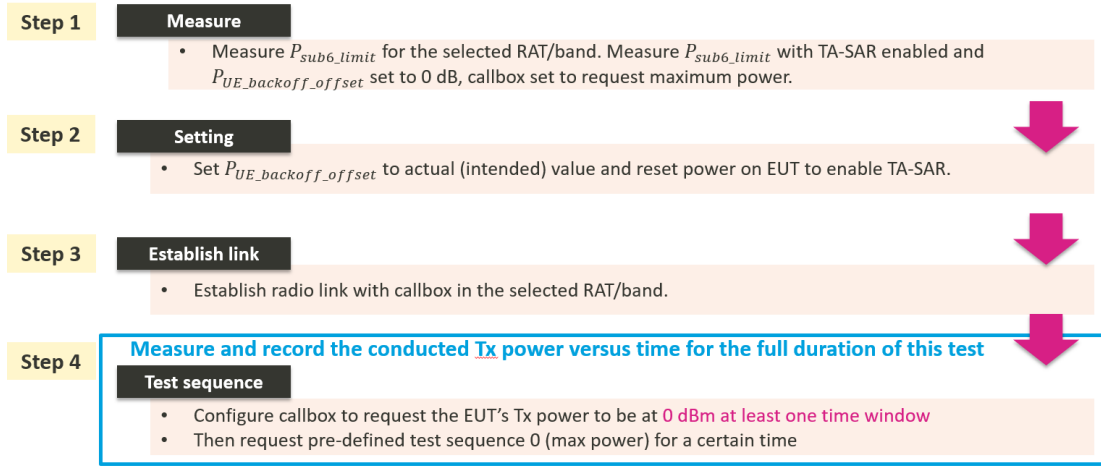 Step 1
Measure
• Measure P_sub6_limit for the selected RAT/band. Measure P_sub6_limit with TA-SAR enabled and
P_UE_backoff_offset set to 0 dB, callbox set to request maximum power.
Step 2
Setting
• Set P_UE_backoff_offset to actual (intended) value and reset power on EUT to enable TA-SAR.
Step 3
Establish link
• Establish radio link with callbox in the selected RAT/band.
Step 4
Measure and record the conducted Tx power versus time for the full duration of this test
Test sequence
• Configure callbox to request the EUT’s Tx power to be at 0 dBm at least one time window
• Then request pre-defined test sequence 0 (max power) for a certain time